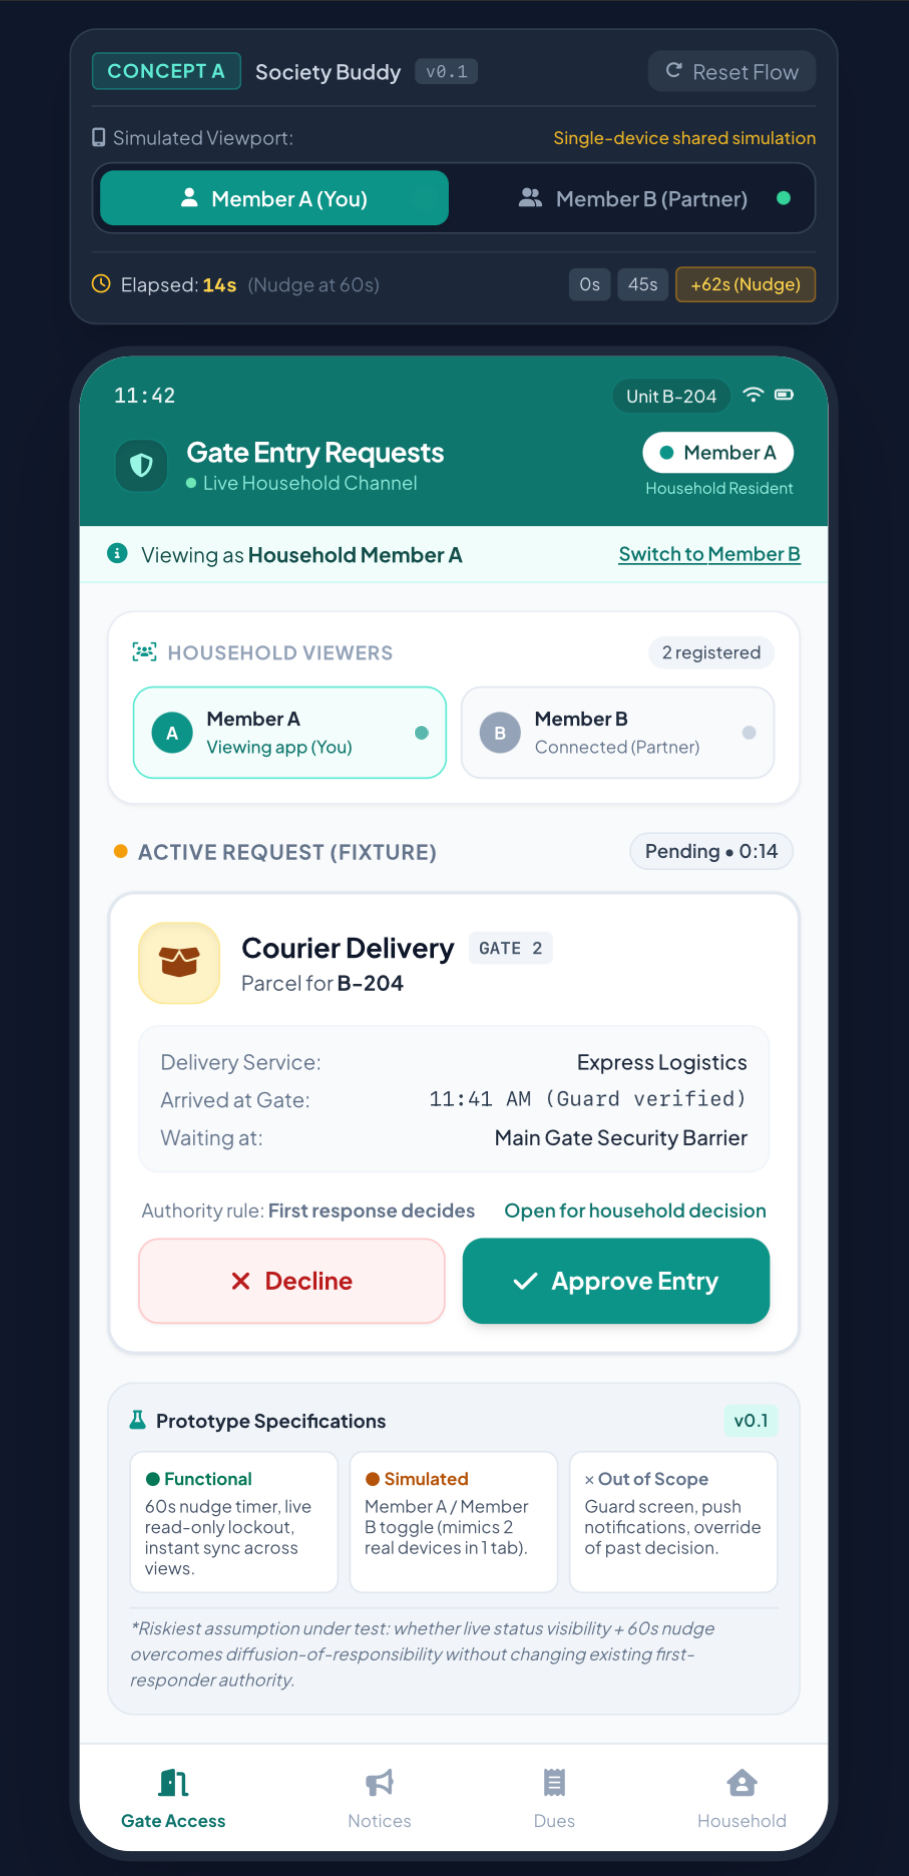 CONCEPT A Society Buddy v0.1 Reset Flow
Simulated Viewport: Single-device shared simulation
Member A (You) Member B (Partner)
Elapsed: 14s (Nudge at 60s) 0s 45s +62s (Nudge)
11:42 Unit B-204
Gate Entry Requests Member A
Live Household Channel Household Resident
Viewing as Household Member A Switch to Member B
HOUSEHOLD VIEWERS 2 registered
A Member A
Viewing app (You)
B Member B
Connected (Partner)
ACTIVE REQUEST (FIXTURE) Pending • 0:14
Courier Delivery GATE 2
Parcel for B-204
Delivery Service: Express Logistics
Arrived at Gate: 11:41 AM (Guard verified)
Waiting at: Main Gate Security Barrier
Authority rule: First response decides Open for household decision
Decline Approve Entry
Prototype Specifications v0.1
Functional
60s nudge timer, live
read-only lockout,
instant sync across
views.
Simulated
Member A / Member
B toggle (mimics 2
real devices in 1 tab).
× Out of Scope
Guard screen, push
notifications, override
of past decision.
*Riskiest assumption under test: whether live status visibility + 60s nudge
overcomes diffusion-of-responsibility without changing existing first-
responder authority.
Gate Access Notices Dues Household